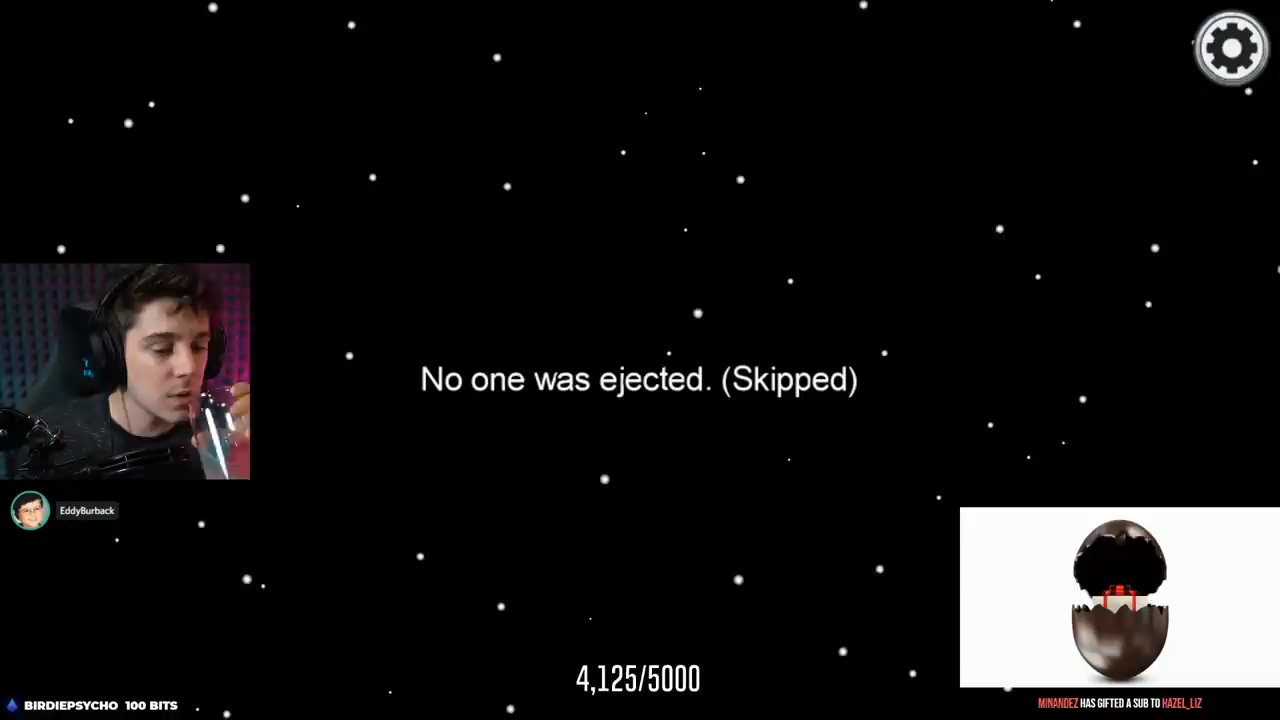 No one was ejected. (Skipped)
EddyBurback
4,125/5000
BIRDIEPSYCHO 100 BITS
MINANDEZ HAS GIFTED A SUB TO HAZEL_LIZ